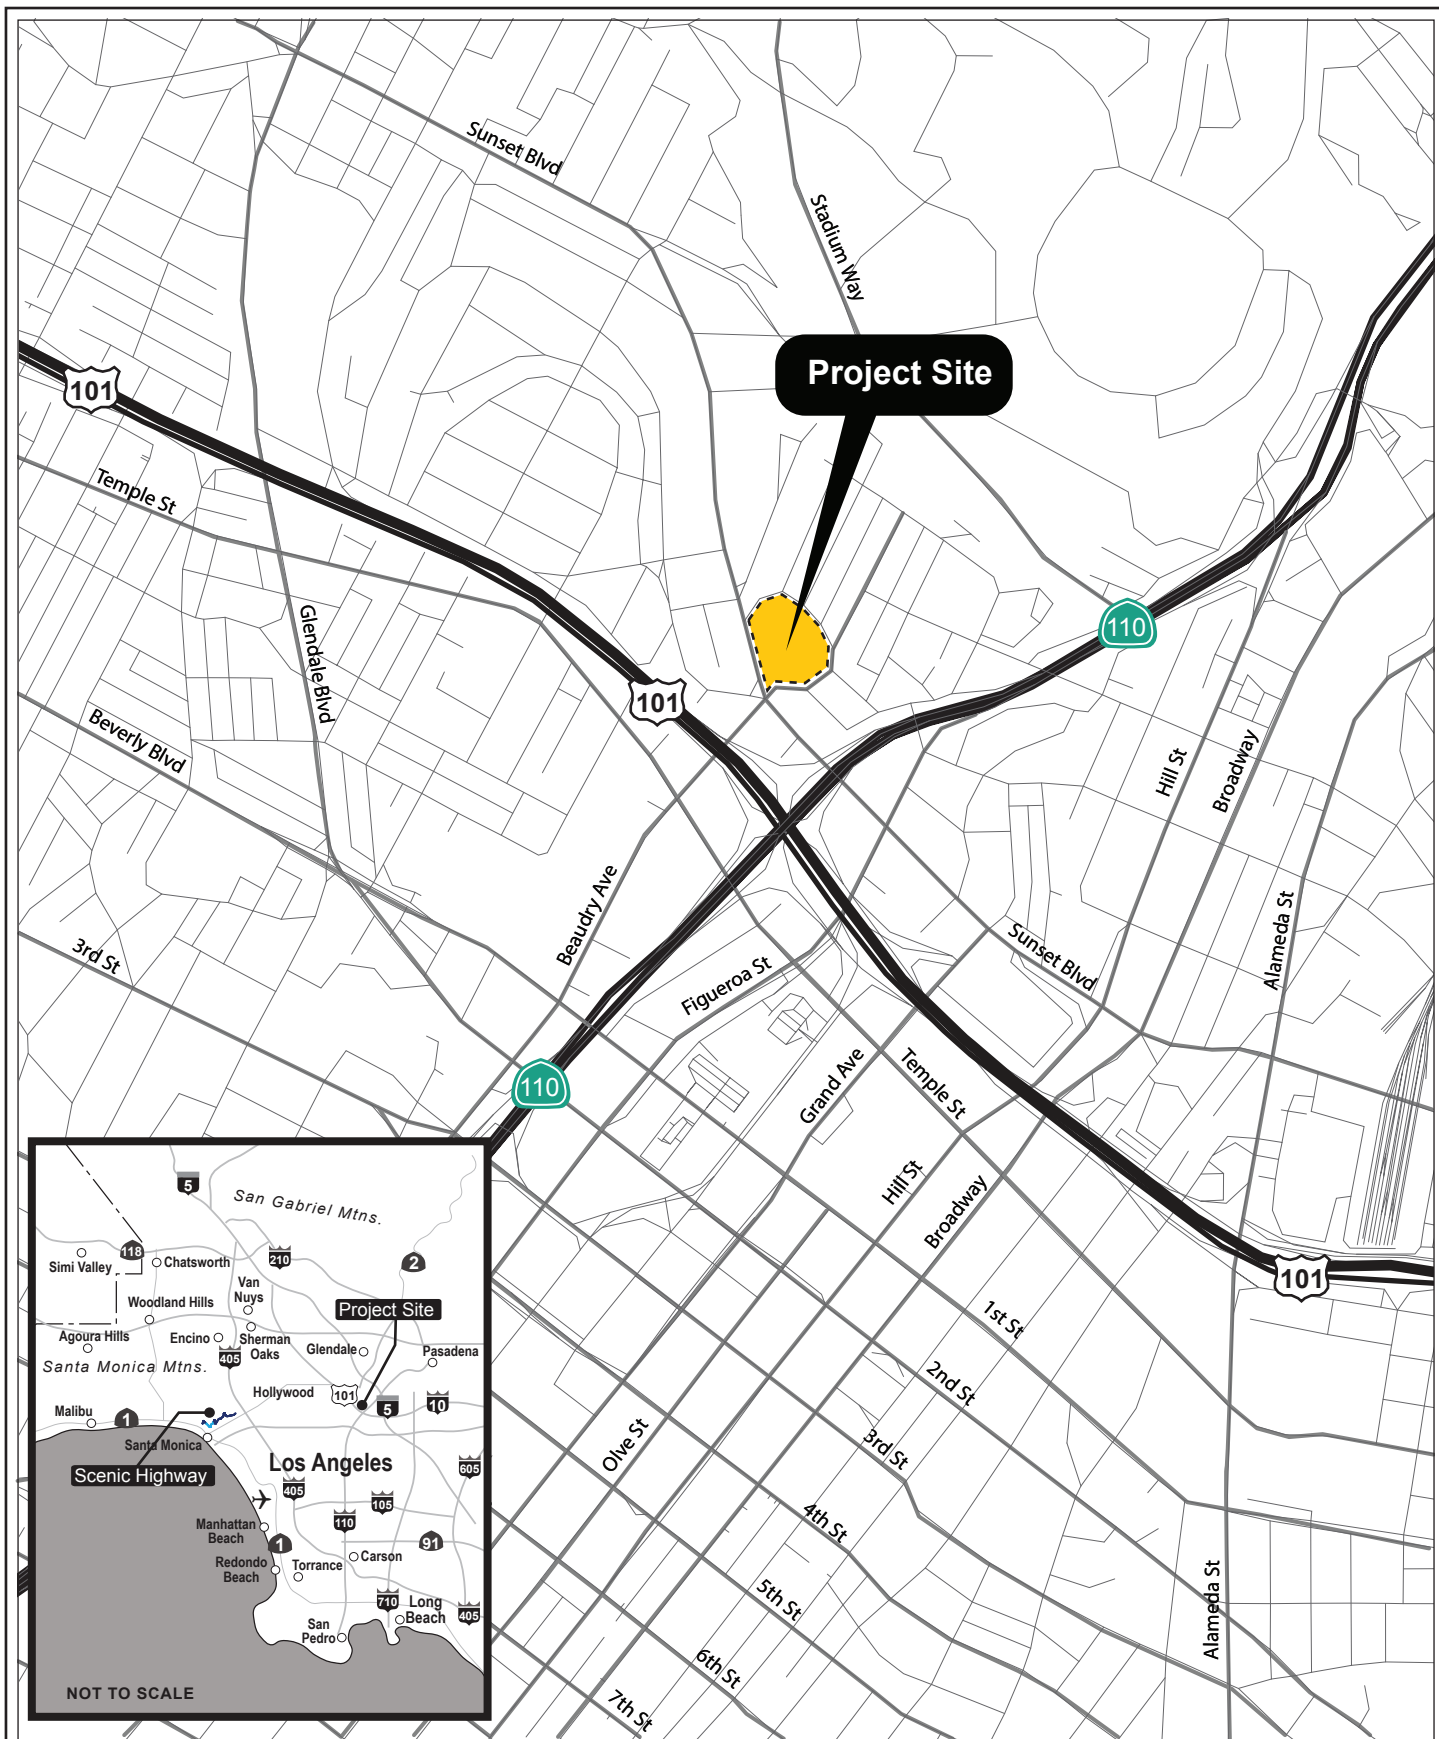 Sunset Blvd
Stadium Way
Project Site
101
Temple St
Glendale Blvd
110
101
Beverly Blvd
Hill St
Broadway
Beaudry Ave
Alameda St
3rd St
Figueroa St
Sunset Blvd
110
Grand Ave
Temple St
Hill St
Broadway
101
1st St
2nd St
Olve St
3rd St
4th St
5th St
Alameda St
6th St
7th St
5
San Gabriel Mtns.
118
210
2
Simi Valley
Chatsworth
Van
Nuys
Woodland Hills
Project Site
Agoura Hills
Encino
Sherman
Oaks
Glendale
Pasadena
405
Santa Monica Mtns.
Hollywood
101
5
10
Malibu
1
Santa Monica
Los Angeles
Scenic Highway
605
405
105
110
Manhattan
Beach
1
91
Redondo
Beach
Torrance
Carson
710
Long
Beach
405
San
Pedro
NOT TO SCALE